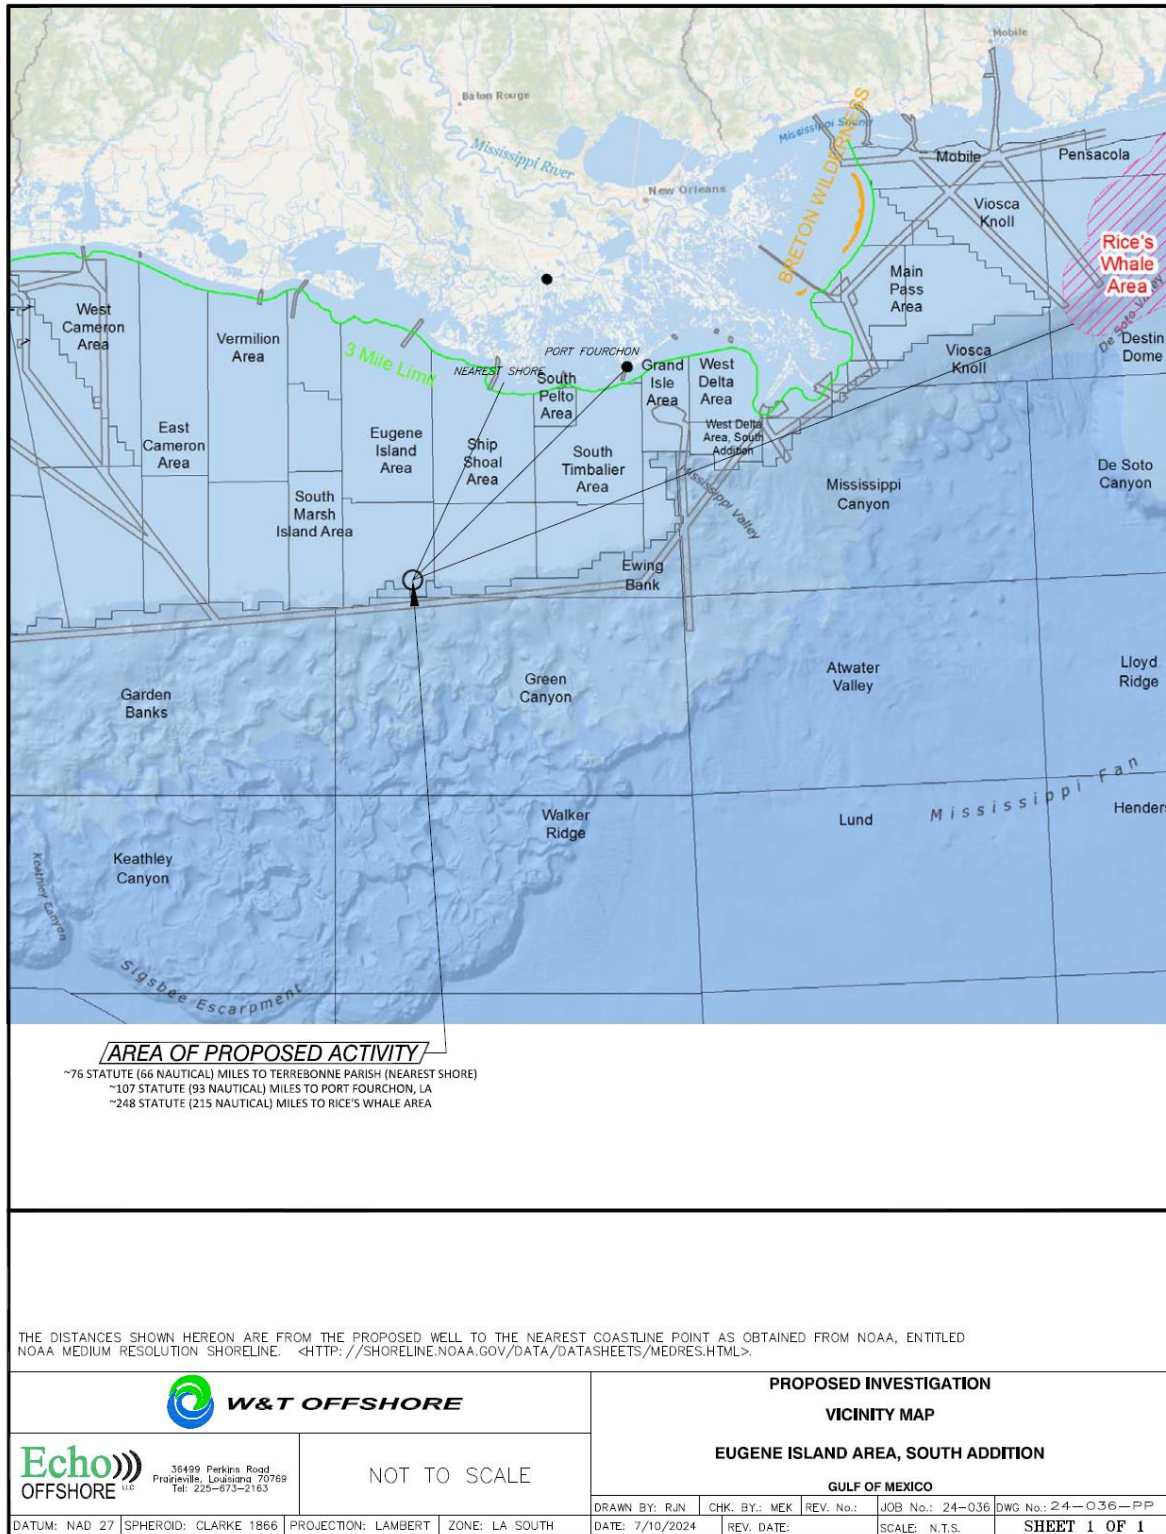 Mobile
Baton Rouge
Mississippi River
New Orleans
Mississippi Sound
BRETON WILDERNESS
Mobile
Pensacola
Viosca
Knoll
Rice's
Whale
Area
De Soto Valley
Destin
Dome
Main
Pass
Area
Viosca
Knoll
West
Cameron
Area
Vermilion
Area
3 Mile Limit
NEAREST SHORE
PORT FOURCHON
South
Pelto
Area
Grand
Isle
Area
West
Delta
Area
West Delta
Area, South
Addition
East
Cameron
Area
Eugene
Island
Area
Ship
Shoal
Area
South
Timbalier
Area
South
Marsh
Island Area
Mississippi Valley
Mississippi
Canyon
De Soto
Canyon
Ewing
Bank
Garden
Banks
Green
Canyon
Atwater
Valley
Lloyd
Ridge
Mississippi Fan
Walker
Ridge
Lund
Henders
Keathley
Canyon
Keathley Canyon
Sigsbee Escarpment
AREA OF PROPOSED ACTIVITY
~76 STATUTE (66 NAUTICAL) MILES TO TERREBONNE PARISH (NEAREST SHORE)
~107 STATUTE (93 NAUTICAL) MILES TO PORT FOURCHON, LA
~248 STATUTE (215 NAUTICAL) MILES TO RICE'S WHALE AREA
THE DISTANCES SHOWN HEREON ARE FROM THE PROPOSED WELL TO THE NEAREST COASTLINE POINT AS OBTAINED FROM NOAA, ENTITLED
NOAA MEDIUM RESOLUTION SHORELINE. <HTTP://SHORELINE.NOAA.GOV/DATA/DATASHEETS/MEDRES.HTML>.
W&T OFFSHORE
Echo
OFFSHORE LLC
36499 Perkins Road
Prairieville, Louisiana 70769
Tel: 225-673-2163
NOT TO SCALE
PROPOSED INVESTIGATION
VICINITY MAP
EUGENE ISLAND AREA, SOUTH ADDITION
GULF OF MEXICO
DRAWN BY: RJN CHK. BY.: MEK REV. No.: JOB No.: 24-036 DWG No.: 24-036-PP
DATUM: NAD 27 SPHEROID: CLARKE 1866 PROJECTION: LAMBERT ZONE: LA SOUTH DATE: 7/10/2024 REV. DATE: SCALE: N.T.S. SHEET 1 OF 1